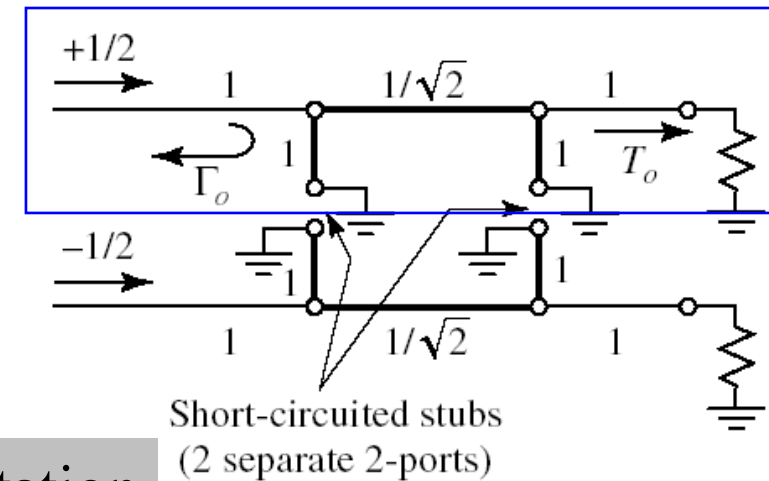 +1/2
1 1/√2 1
1 1
Γo To
−1/2
1 1
1 1/√2 1
Short-circuited stubs
(2 separate 2-ports)